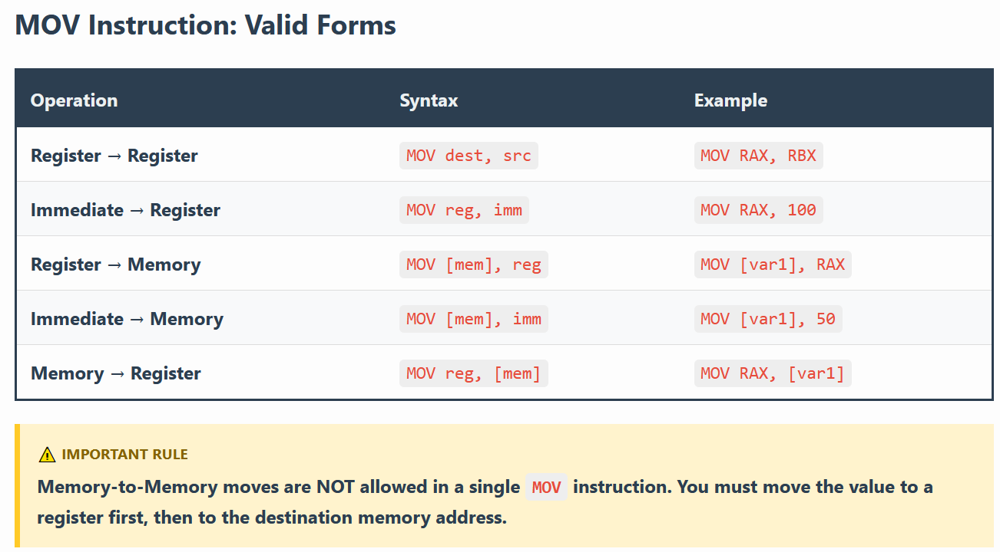 MOV Instruction: Valid Forms
Operation Syntax Example
Register → Register MOV dest, src MOV RAX, RBX
Immediate → Register MOV reg, imm MOV RAX, 100
Register → Memory MOV [mem], reg MOV [var1], RAX
Immediate → Memory MOV [mem], imm MOV [var1], 50
Memory → Register MOV reg, [mem] MOV RAX, [var1]
⚠ IMPORTANT RULE
Memory-to-Memory moves are NOT allowed in a single MOV instruction. You must move the value to a
register first, then to the destination memory address.